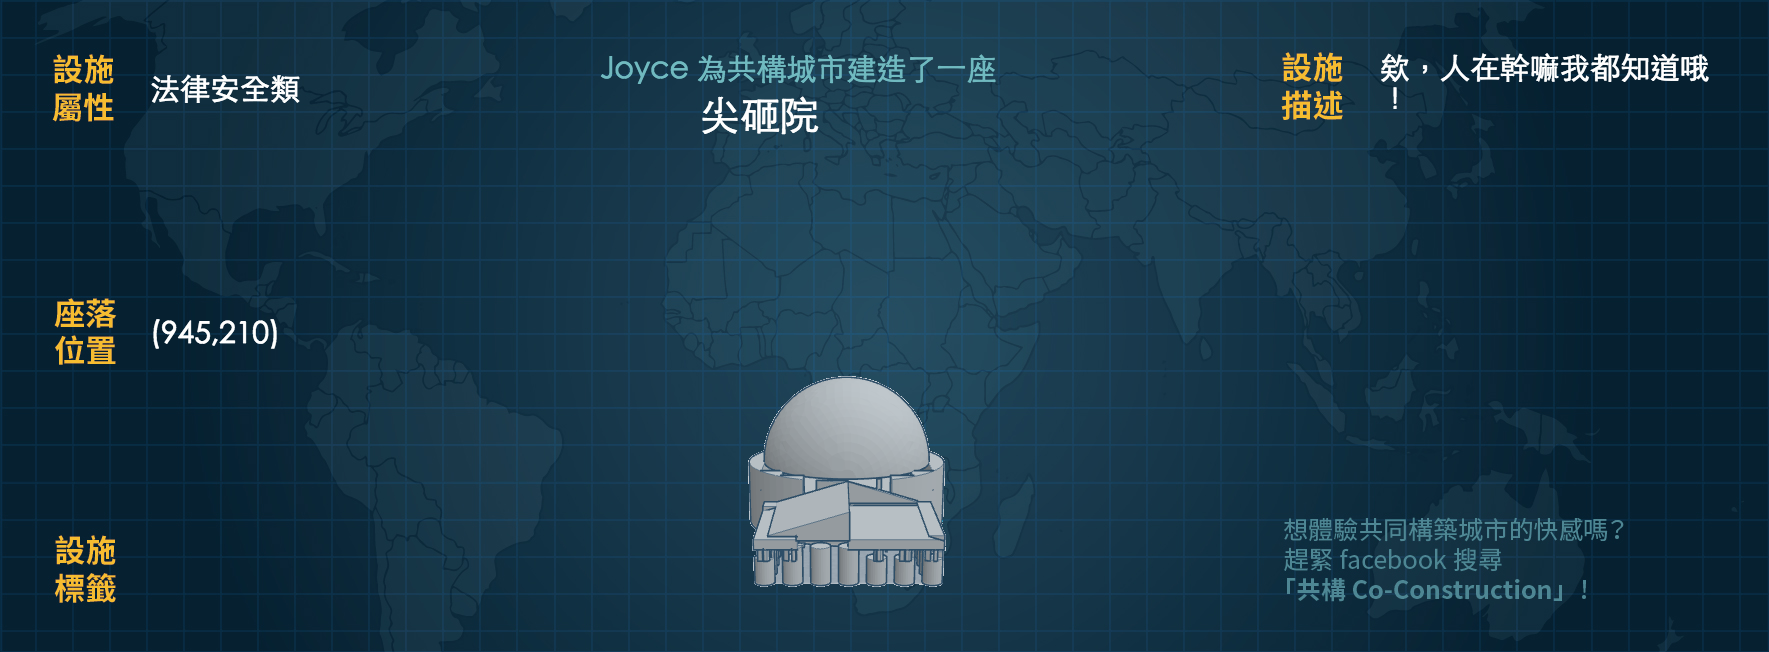 設施
屬性
法律安全類
Joyce 為共構城市建造了一座
尖砸院
設施
描述
欸，人在幹嘛我都知道哦
！
座落
位置
(945,210)
設施
標籤
想體驗共同構築城市的快感嗎？
趕緊 facebook 搜尋
「共構 Co-Construction」！